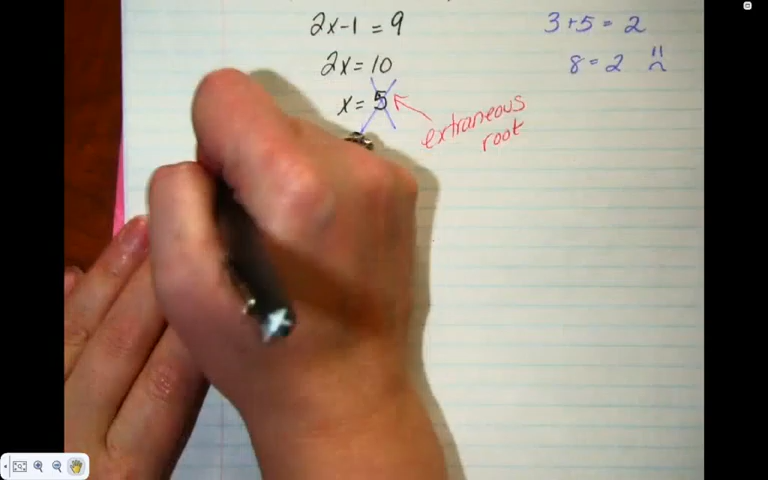 2x-1 = 9
2x = 10
x = 5
extraneous
root
3 + 5 = 2
8 = 2